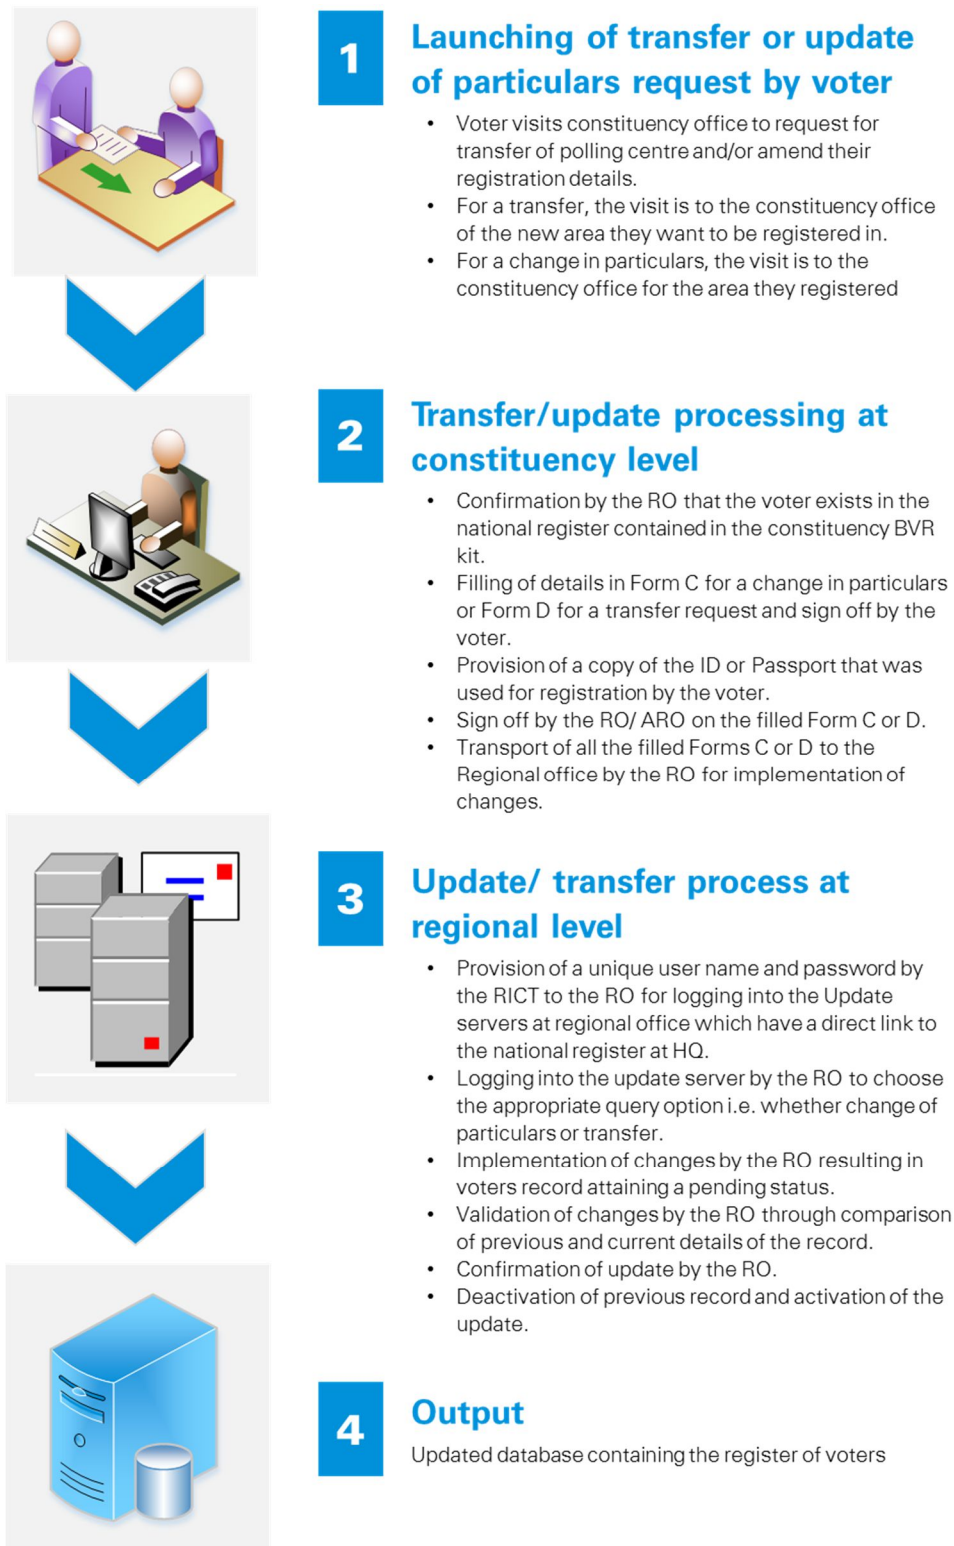 1
Launching of transfer or update
of particulars request by voter
• Voter visits constituency office to request for
transfer of polling centre and/or amend their
registration details.
• For a transfer, the visit is to the constituency office
of the new area they want to be registered in.
• For a change in particulars, the visit is to the
constituency office for the area they registered
2
Transfer/update processing at
constituency level
• Confirmation by the RO that the voter exists in the
national register contained in the constituency BVR
kit.
• Filling of details in Form C for a change in particulars
or Form D for a transfer request and sign off by the
voter.
• Provision of a copy of the ID or Passport that was
used for registration by the voter.
• Sign off by the RO/ ARO on the filled Form C or D.
• Transport of all the filled Forms C or D to the
Regional office by the RO for implementation of
changes.
3
Update/ transfer process at
regional level
• Provision of a unique user name and password by
the RICT to the RO for logging into the Update
servers at regional office which have a direct link to
the national register at HQ.
• Logging into the update server by the RO to choose
the appropriate query option i.e. whether change of
particulars or transfer.
• Implementation of changes by the RO resulting in
voters record attaining a pending status.
• Validation of changes by the RO through comparison
of previous and current details of the record.
• Confirmation of update by the RO.
• Deactivation of previous record and activation of the
update.
4
Output
Updated database containing the register of voters